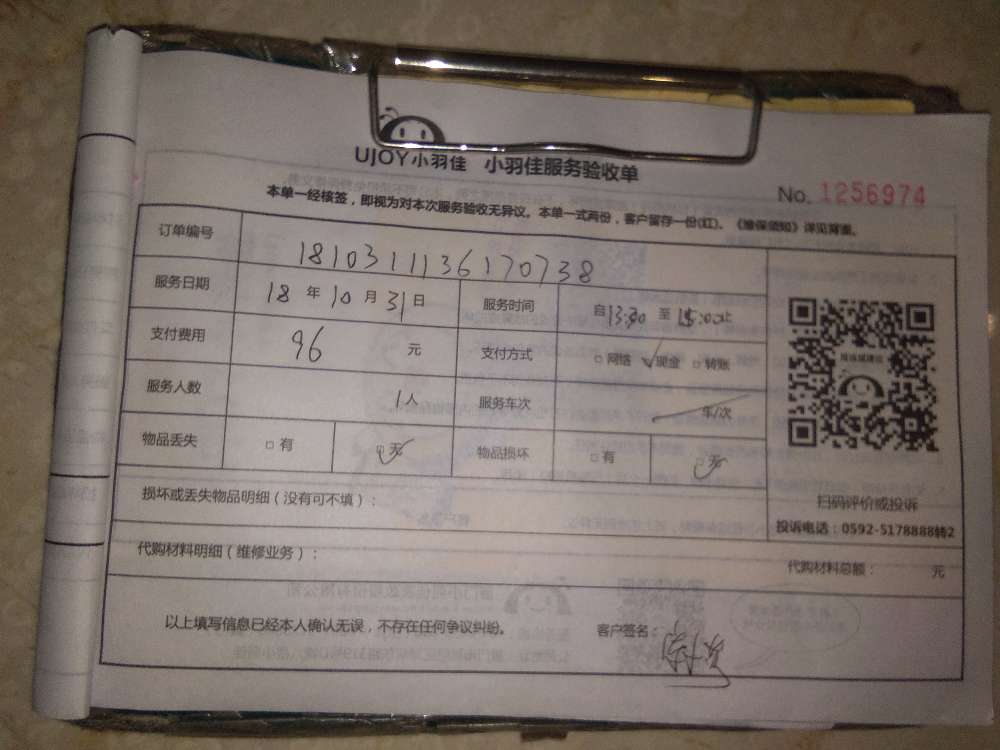 UJOY小羽佳 小羽佳服务验收单
No. 1256974
本单一经核签，即视为对本次服务验收无异议。本单一式两份，客户留存一份(红)。《维保须知》详见背面。
订单编号 1810311136170738
服务日期 18 年 10 月 31 日 服务时间 自13:30 至 15:00止
支付费用 96 元 支付方式 □网络 现金 □转账
服务人数 1人 服务车次 车/次
物品丢失 □有 □无 物品损坏 □有 □无
扫码评价或投诉
投诉电话：0592-5178888转2
损坏或丢失物品明细（没有可不填）：
代购材料明细（维修业务）： 代购材料总额： 元
以上填写信息已经本人确认无误，不存在任何争议纠纷。 客户签名：